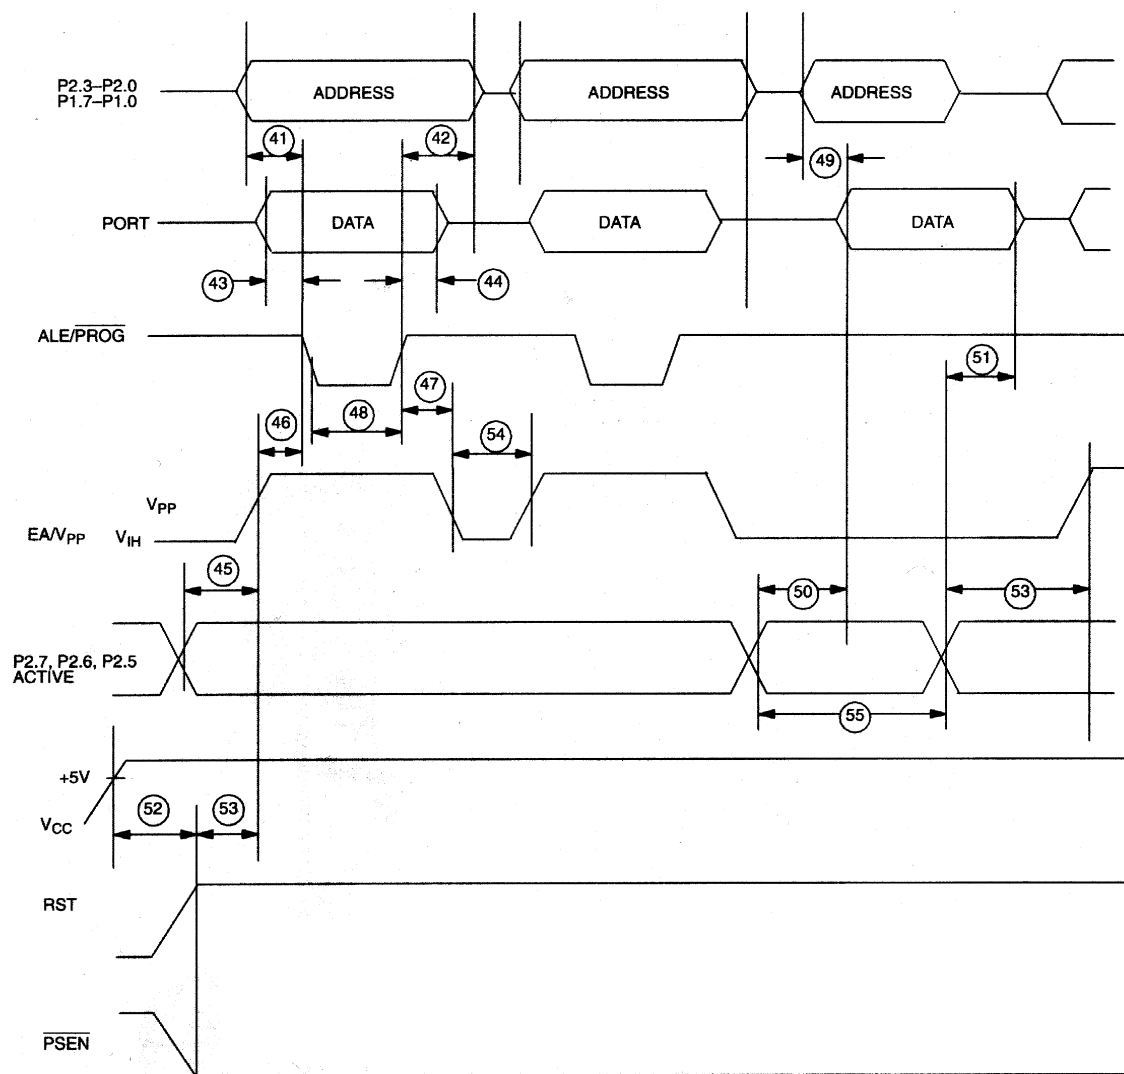 P2.3–P2.0
P1.7–P1.0
ADDRESS
ADDRESS
ADDRESS
41
42
49
PORT
DATA
DATA
DATA
43
44
ALE/PROG
51
47
48
46
54
VPP
EA/VPP
VIH
45
50
53
P2.7, P2.6, P2.5
ACTIVE
55
+5V
52
53
VCC
RST
PSEN